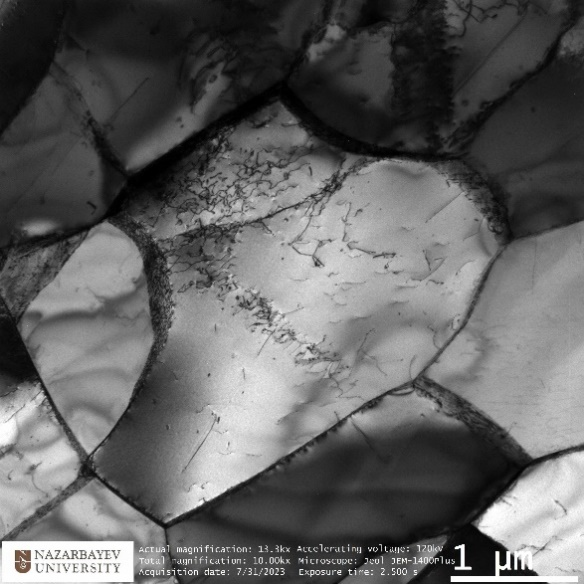 NAZARBAYEV
UNIVERSITY
Actual magnification: 13.3kx Accelerating voltage: 120kV
Total magnification: 10.00kx Microscope: Jeol JEM-1400Plus
Acquisition date: 7/31/2023 Exposure time: 2.500 s
1 µm